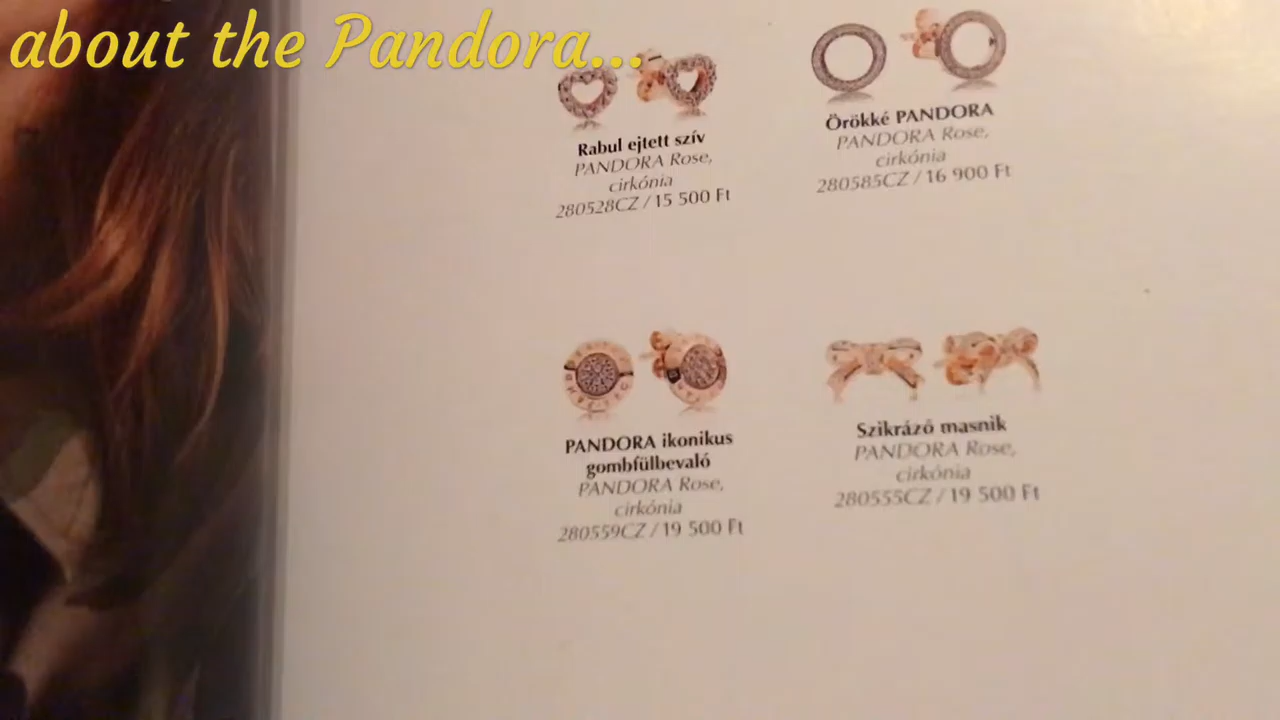 about the Pandora...
Rabul ejtett szív
PANDORA Rose,
cirkónia
280528CZ / 15 500 Ft
Örökké PANDORA
PANDORA Rose,
cirkónia
280585CZ / 16 900 Ft
PANDORA ikonikus
gombfülbevaló
PANDORA Rose,
cirkónia
280559CZ / 19 500 Ft
Szikrázó masnik
PANDORA Rose,
cirkónia
280555CZ / 19 500 Ft